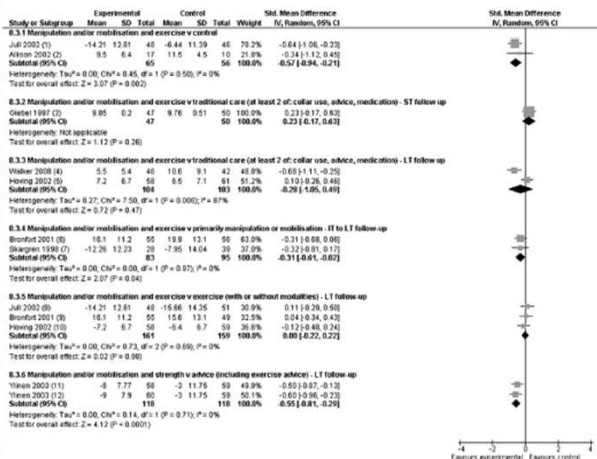 Experimental Control Std. Mean Difference Std. Mean Difference
Study or Subgroup Mean SD Total Mean SD Total Weight IV, Random, 95% CI IV, Random, 95% CI
8.3.1 Manipulation and/or mobilisation and exercise v control
Jull 2002 (1) -14.21 12.61 48 -6.44 11.39 46 78.2% -0.64 [-1.06, -0.23]
Allison 2002 (2) 9.5 6.4 17 11.5 4.5 10 -0.34 [-1.12, 0.45]
Subtotal (95% CI) 65 56 100.0% -0.57 [-0.94, -0.21]
Heterogeneity: Tau² = 0.00; Chi² = 0.45, df = 1 (P = 0.50); I² = 0%
Test for overall effect: Z = 3.07 (P = 0.002)
8.3.2 Manipulation and/or mobilisation and exercise v traditional care (at least 2 of: collar use, advice, medication) - ST follow up
Giebel 1997 (3) 9.85 0.2 47 9.76 0.51 50 100.0% 0.23 [-0.17, 0.63]
Subtotal (95% CI) 47 50 100.0% 0.23 [-0.17, 0.63]
Heterogeneity: Not applicable
Test for overall effect: Z = 1.12 (P = 0.26)
8.3.3 Manipulation and/or mobilisation and exercise v traditional care (at least 2 of: collar use, advice, medication) - LT follow up
Walker 2008 (4) 5.5 5.4 46 10.6 9.1 42 -0.68 [-1.11, -0.25]
Hoving 2002 (5) 7.2 6.7 58 6.5 7.1 61 0.10 [-0.26, 0.46]
Subtotal (95% CI) 104 103 100.0% -0.28 [-1.05, 0.49]
Heterogeneity: Tau² = 0.27; Chi² = 7.50, df = 1 (P = 0.006); I² = 87%
Test for overall effect: Z = 0.72 (P = 0.47)
8.3.4 Manipulation and/or mobilisation and exercise v primarily manipulation or mobilisation - IT to LT follow-up
Bronfort 2001 (6) 16.1 11.2 55 19.9 13.1 56 63.0% -0.31 [-0.68, 0.06]
Skargren 1998 (7) -12.26 12.23 28 -7.95 14.04 39 -0.32 [-0.81, 0.17]
Subtotal (95% CI) 83 95 100.0% -0.31 [-0.61, -0.02]
Heterogeneity: Tau² = 0.00; Chi² = 0.00, df = 1 (P = 0.97); I² = 0%
Test for overall effect: Z = 2.07 (P = 0.04)
8.3.5 Manipulation and/or mobilisation and exercise v exercise (with or without modalities) - LT follow-up
Jull 2002 (8) -14.21 12.61 48 -15.66 14.35 51 30.9% 0.11 [-0.29, 0.50]
Bronfort 2001 (9) 16.1 11.2 55 15.6 13.1 49 0.04 [-0.34, 0.43]
Hoving 2002 (10) -7.2 6.7 58 -6.4 6.7 59 -0.12 [-0.48, 0.24]
Subtotal (95% CI) 161 159 100.0% 0.00 [-0.22, 0.22]
Heterogeneity: Tau² = 0.00; Chi² = 0.73, df = 2 (P = 0.69); I² = 0%
Test for overall effect: Z = 0.02 (P = 0.98)
8.3.6 Manipulation and/or mobilisation and strength v advice (including exercise advice) - LT follow-up
Ylinen 2003 (11) -8 7.77 58 -3 11.75 59 49.9% -0.50 [-0.87, -0.13]
Ylinen 2003 (12) -9 7.9 60 -3 11.75 59 50.1% -0.60 [-0.96, -0.23]
Subtotal (95% CI) 118 118 100.0% -0.55 [-0.81, -0.29]
Heterogeneity: Tau² = 0.00; Chi² = 0.14, df = 1 (P = 0.71); I² = 0%
Test for overall effect: Z = 4.12 (P < 0.0001)
-4 -2 0 2 4
Favours experimental Favours control